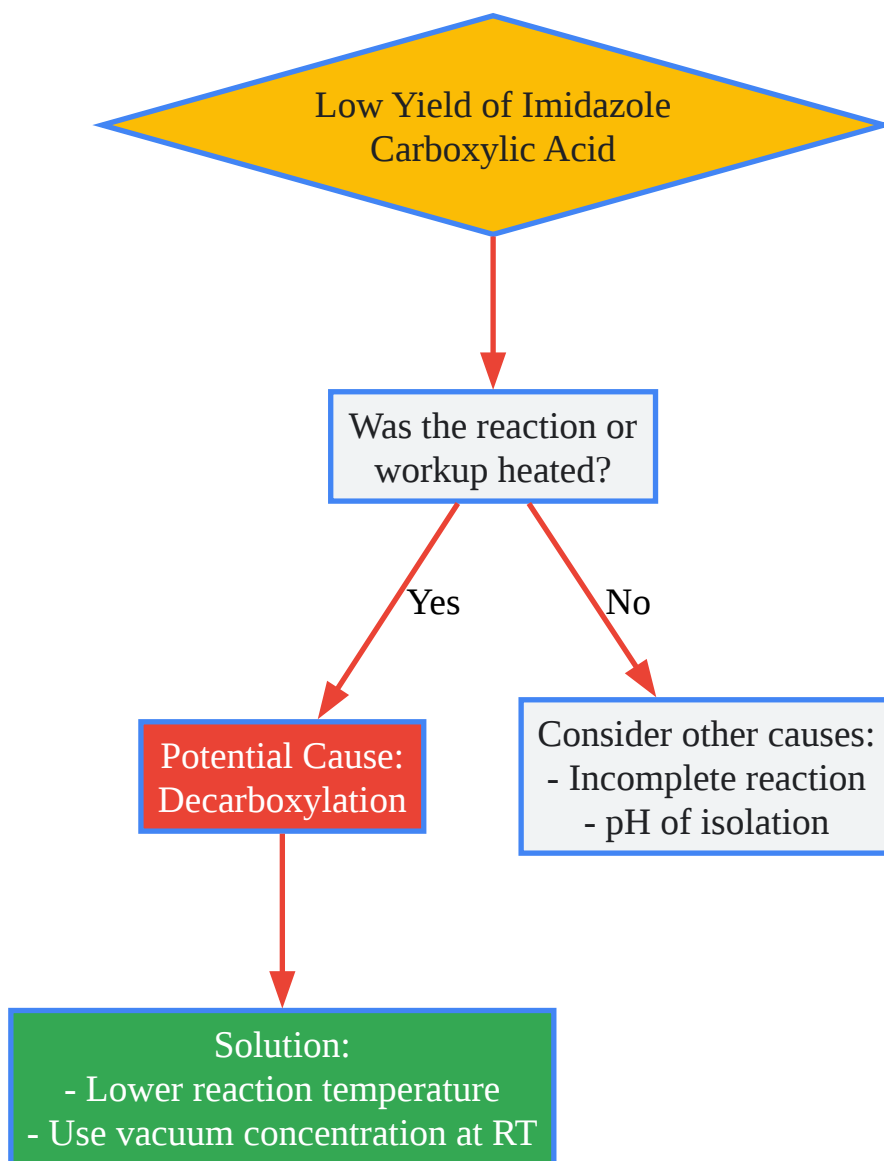 Low Yield of Imidazole
Carboxylic Acid
Was the reaction or
workup heated?
Yes
No
Potential Cause:
Decarboxylation
Consider other causes:
- Incomplete reaction
- pH of isolation
Solution:
- Lower reaction temperature
- Use vacuum concentration at RT